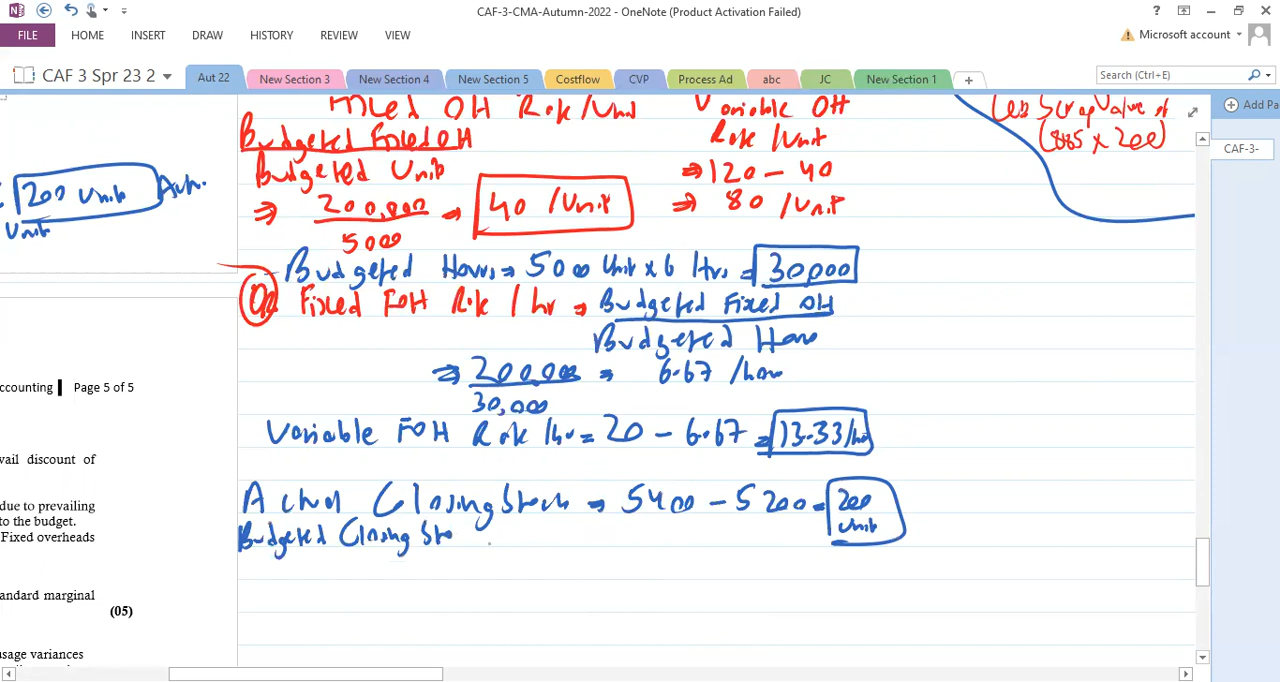 CAF-3-CMA-Autumn-2022 - OneNote (Product Activation Failed)
FILE HOME INSERT DRAW HISTORY REVIEW VIEW
Microsoft account
CAF 3 Spr 23 2 Aut 22 New Section 3 New Section 4 New Section 5 Costflow CVP Process Ad abc JC New Section 1
Search (Ctrl+E)
Add Pa
CAF-3-
Fixed OH Rate/Unit
Variable OH
Rate/Unit
Less Scrap Value of
(885 x 200)
Budgeted Fixed OH
Budgeted Unit
⇒ 120 - 40
⇒ 200,000 / 5000 ⇒ 40 /Unit
⇒ 80 /Unit
200 Unit
Unit
Budgeted Hours ⇒ 5000 Unit x 6 Hrs = 30,000
OR Fixed FOH Rate / hr ⇒ Budgeted Fixed OH
Budgeted Hour
⇒ 200,000 ⇒ 6.67 /hour
30,000
Variable FOH Rate /hr = 20 - 6.67 = 13.33/hr
Actual Closing Stock ⇒ 5400 - 5200 = 200 Unit
Budgeted Closing Sto
ccounting Page 5 of 5
vail discount of
due to prevailing
to the budget.
Fixed overheads
andard marginal
(05)
usage variances